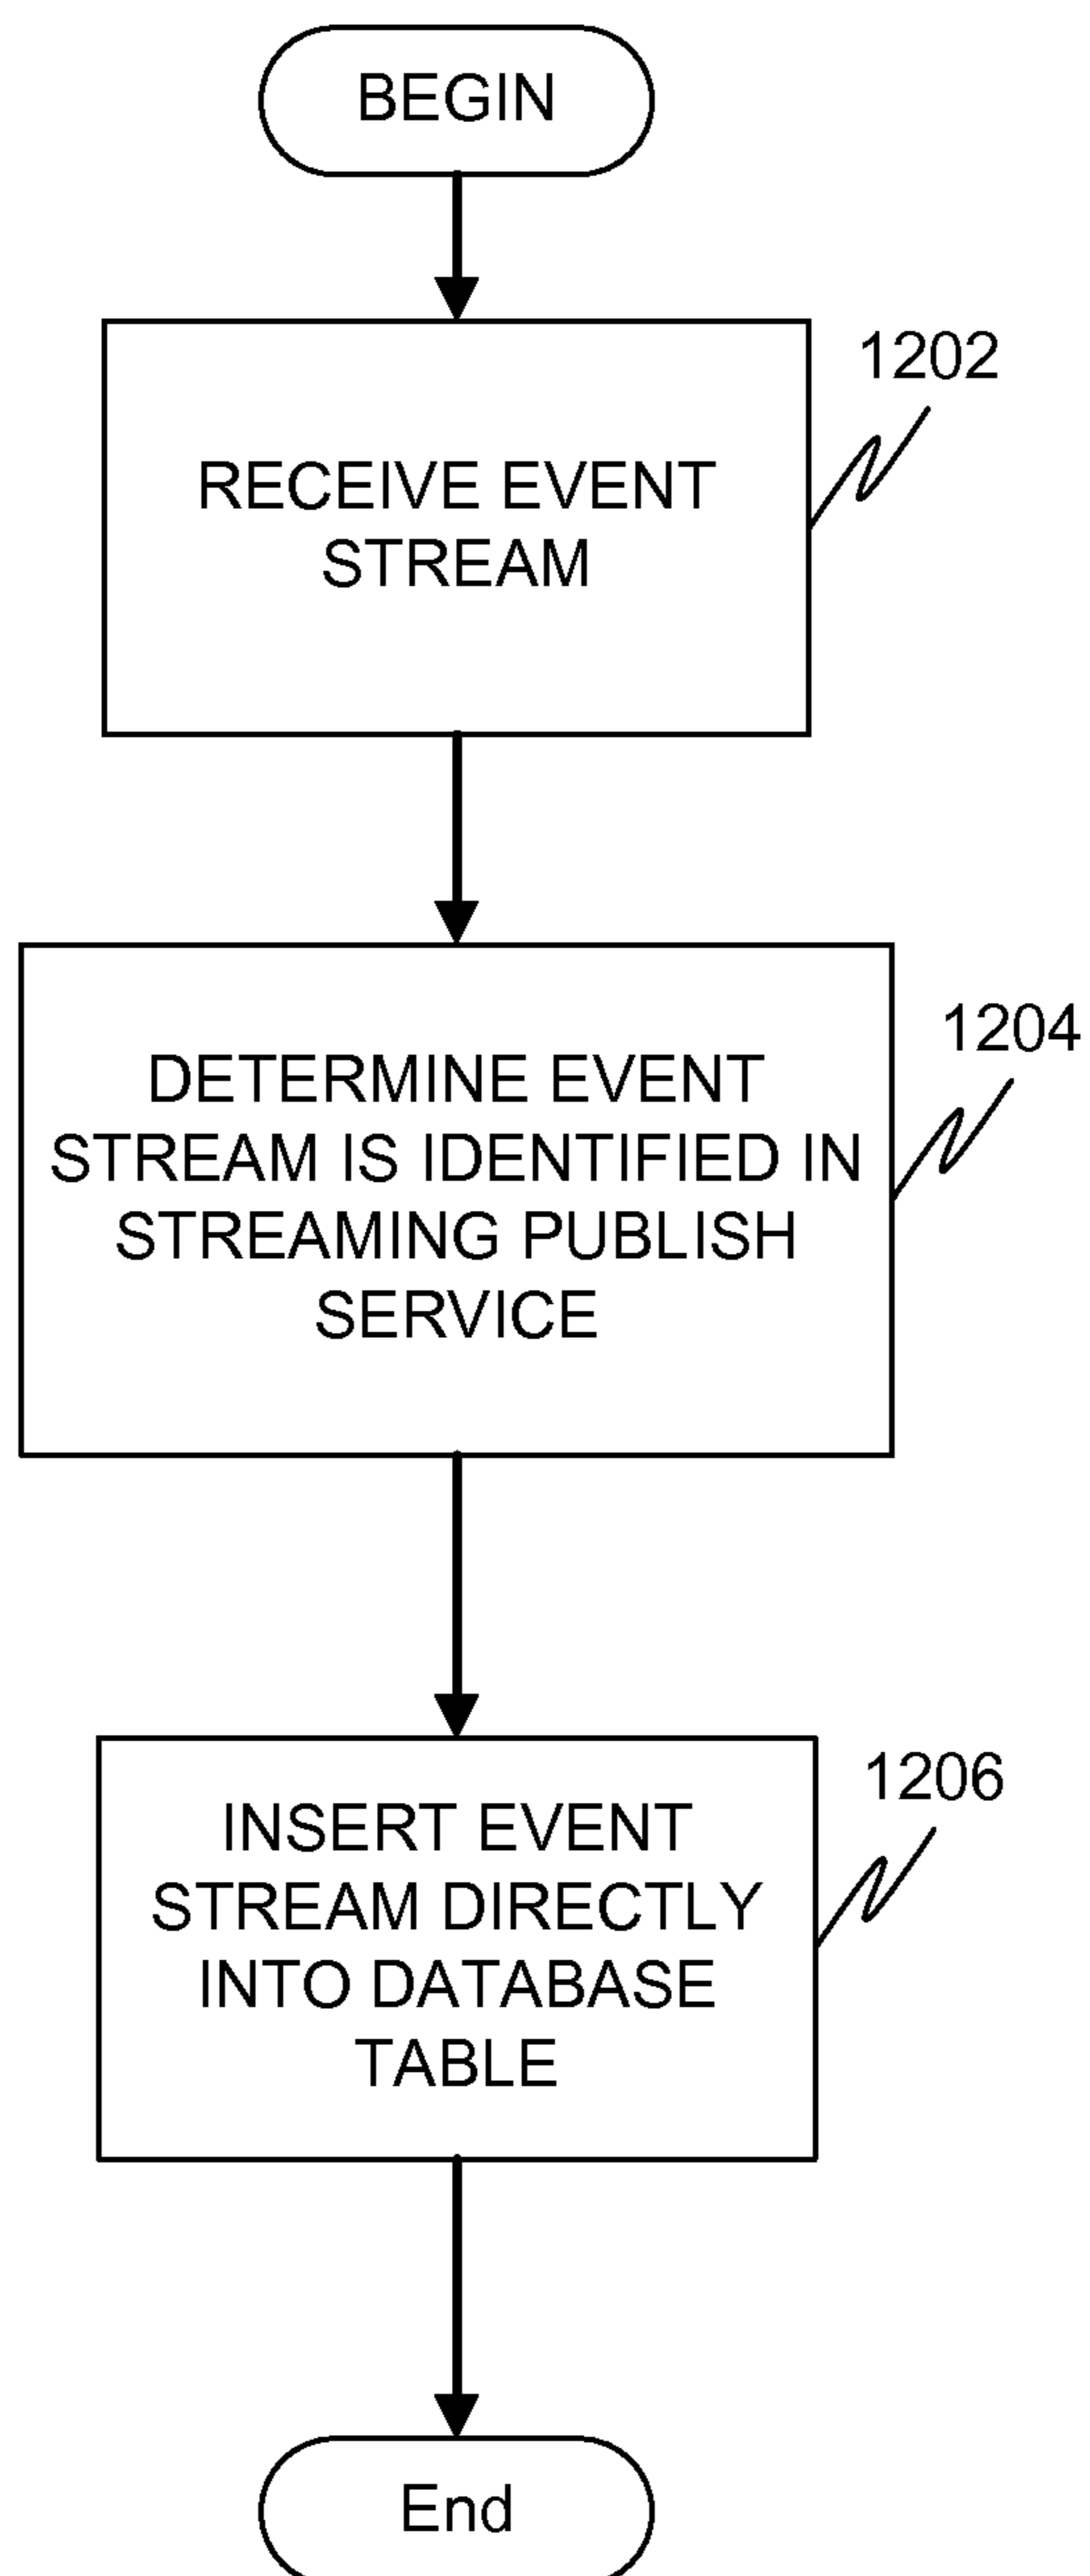 BEGIN
1202
RECEIVE EVENT
STREAM
1204
DETERMINE EVENT
STREAM IS IDENTIFIED IN
STREAMING PUBLISH
SERVICE
1206
INSERT EVENT
STREAM DIRECTLY
INTO DATABASE
TABLE
End